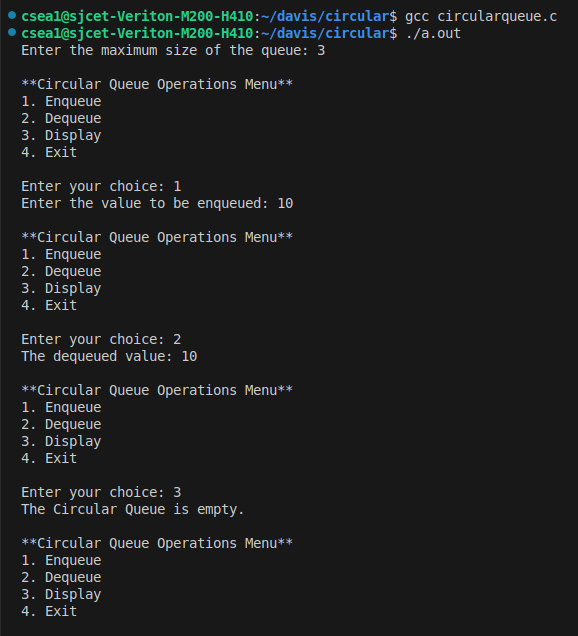 csea1@sjcet-Veriton-M200-H410:~/davis/circular$ gcc circularqueue.c
csea1@sjcet-Veriton-M200-H410:~/davis/circular$ ./a.out
Enter the maximum size of the queue: 3
**Circular Queue Operations Menu**
1. Enqueue
2. Dequeue
3. Display
4. Exit
Enter your choice: 1
Enter the value to be enqueued: 10
**Circular Queue Operations Menu**
1. Enqueue
2. Dequeue
3. Display
4. Exit
Enter your choice: 2
The dequeued value: 10
**Circular Queue Operations Menu**
1. Enqueue
2. Dequeue
3. Display
4. Exit
Enter your choice: 3
The Circular Queue is empty.
**Circular Queue Operations Menu**
1. Enqueue
2. Dequeue
3. Display
4. Exit